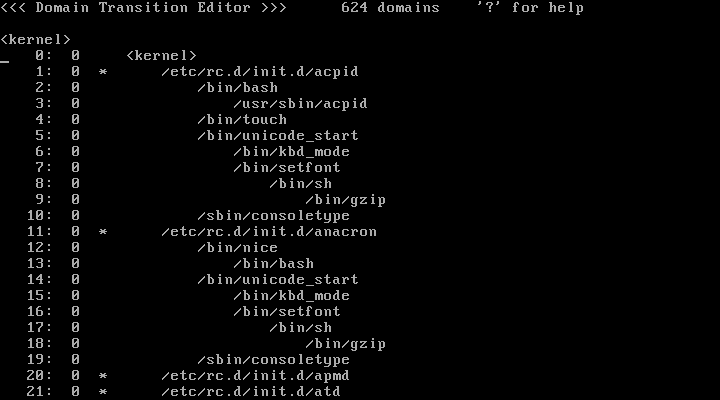 <<< Domain Transition Editor >>>      624 domains    '?' for help

<kernel>
    0:  0     <kernel>
    1:  0  *      /etc/rc.d/init.d/acpid
    2:  0             /bin/bash
    3:  0                 /usr/sbin/acpid
    4:  0             /bin/touch
    5:  0             /bin/unicode_start
    6:  0                 /bin/kbd_mode
    7:  0                 /bin/setfont
    8:  0                     /bin/sh
    9:  0                         /bin/gzip
   10:  0             /sbin/consoletype
   11:  0  *      /etc/rc.d/init.d/anacron
   12:  0             /bin/nice
   13:  0                 /bin/bash
   14:  0             /bin/unicode_start
   15:  0                 /bin/kbd_mode
   16:  0                 /bin/setfont
   17:  0                     /bin/sh
   18:  0                         /bin/gzip
   19:  0             /sbin/consoletype
   20:  0  *      /etc/rc.d/init.d/apmd
   21:  0  *      /etc/rc.d/init.d/atd